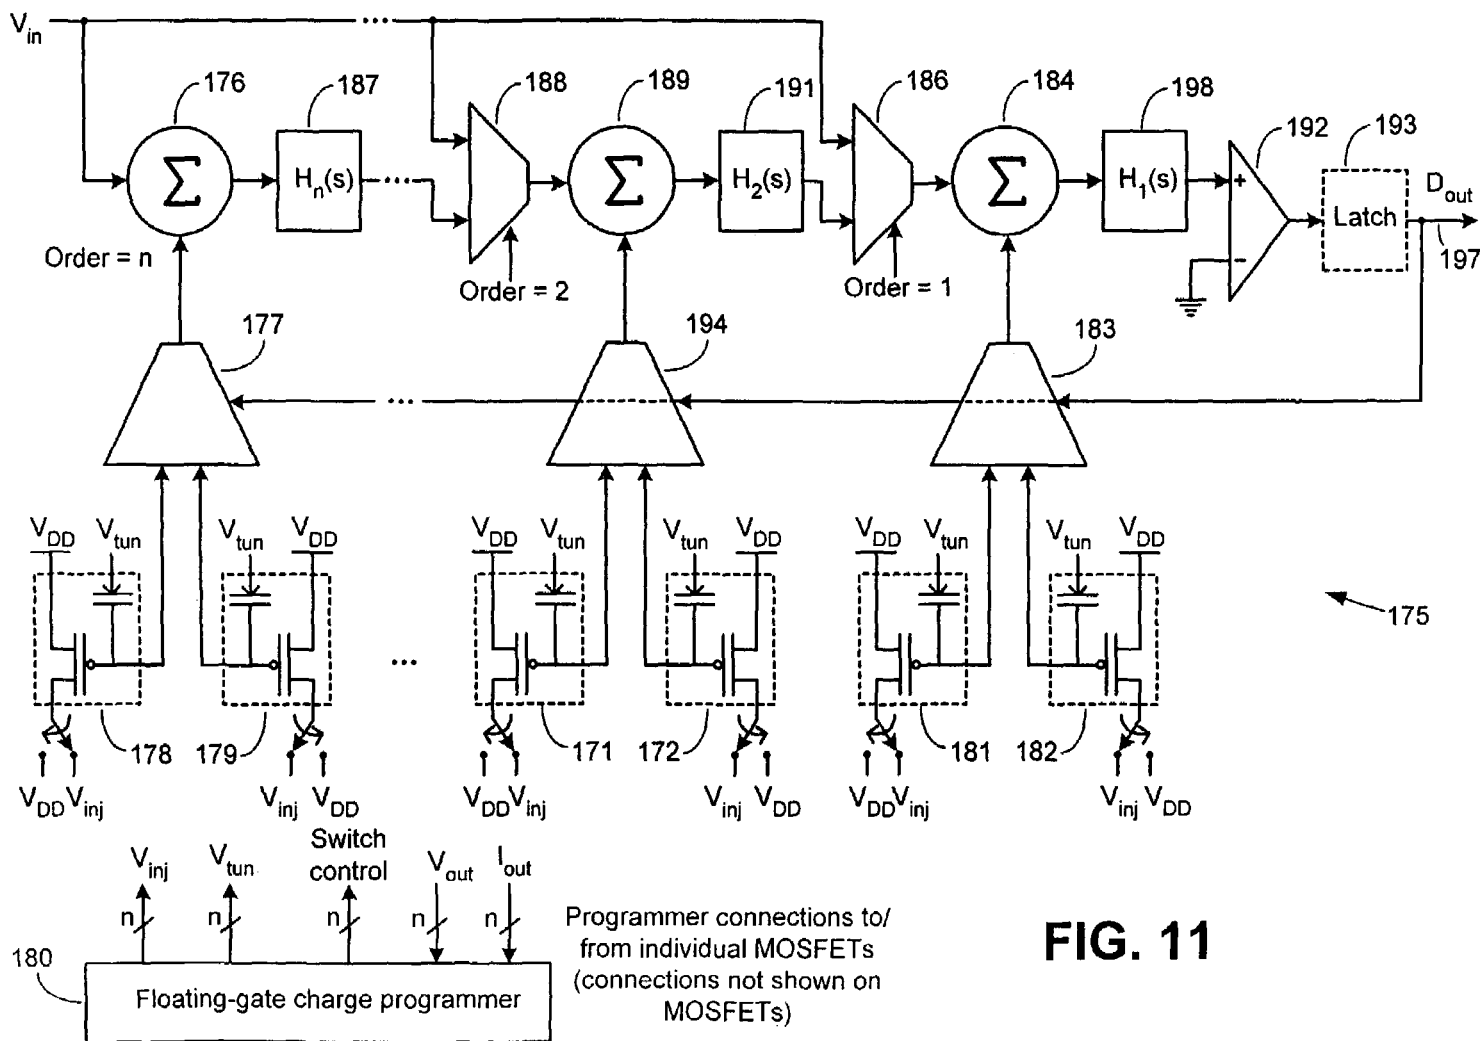 V_in
176
187
188
189
191
186
184
198
192
193
Σ
H_n(s)
Σ
H_2(s)
Σ
H_1(s)
+
−
Latch
D_out
197
Order = n
Order = 2
Order = 1
177
194
183
...
...
...
V_DD
V_tun
V_tun
V_DD
V_DD
V_tun
V_tun
V_DD
V_DD
V_tun
V_tun
V_DD
175
...
178
179
171
172
181
182
V_DD V_inj
V_inj V_DD
V_DD V_inj
V_inj V_DD
V_DD V_inj
V_inj V_DD
V_inj
V_tun
Switch
control
V_out
I_out
n
n
n
n
n
180
Floating-gate charge programmer
Programmer connections to/
from individual MOSFETs
(connections not shown on
MOSFETs)
FIG. 11